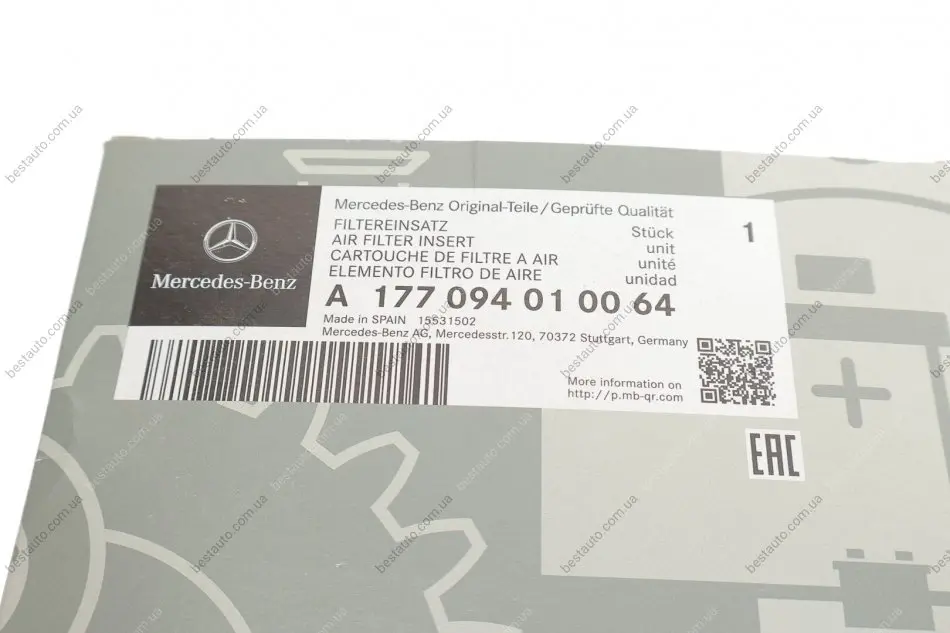 Mercedes-Benz
Mercedes-Benz Original-Teile/Geprüfte Qualität
FILTEREINSATZ
AIR FILTER INSERT
CARTOUCHE DE FILTRE A AIR
ELEMENTO FILTRO DE AIRE
Stück
unit
unité
unidad
1
A 177 094 01 00 64
Made in SPAIN 15531502
Mercedes-Benz AG, Mercedesstr.120, 70372 Stuttgart, Germany
More information on
http://p.mb-qr.com
EAC
bestauto.com.ua